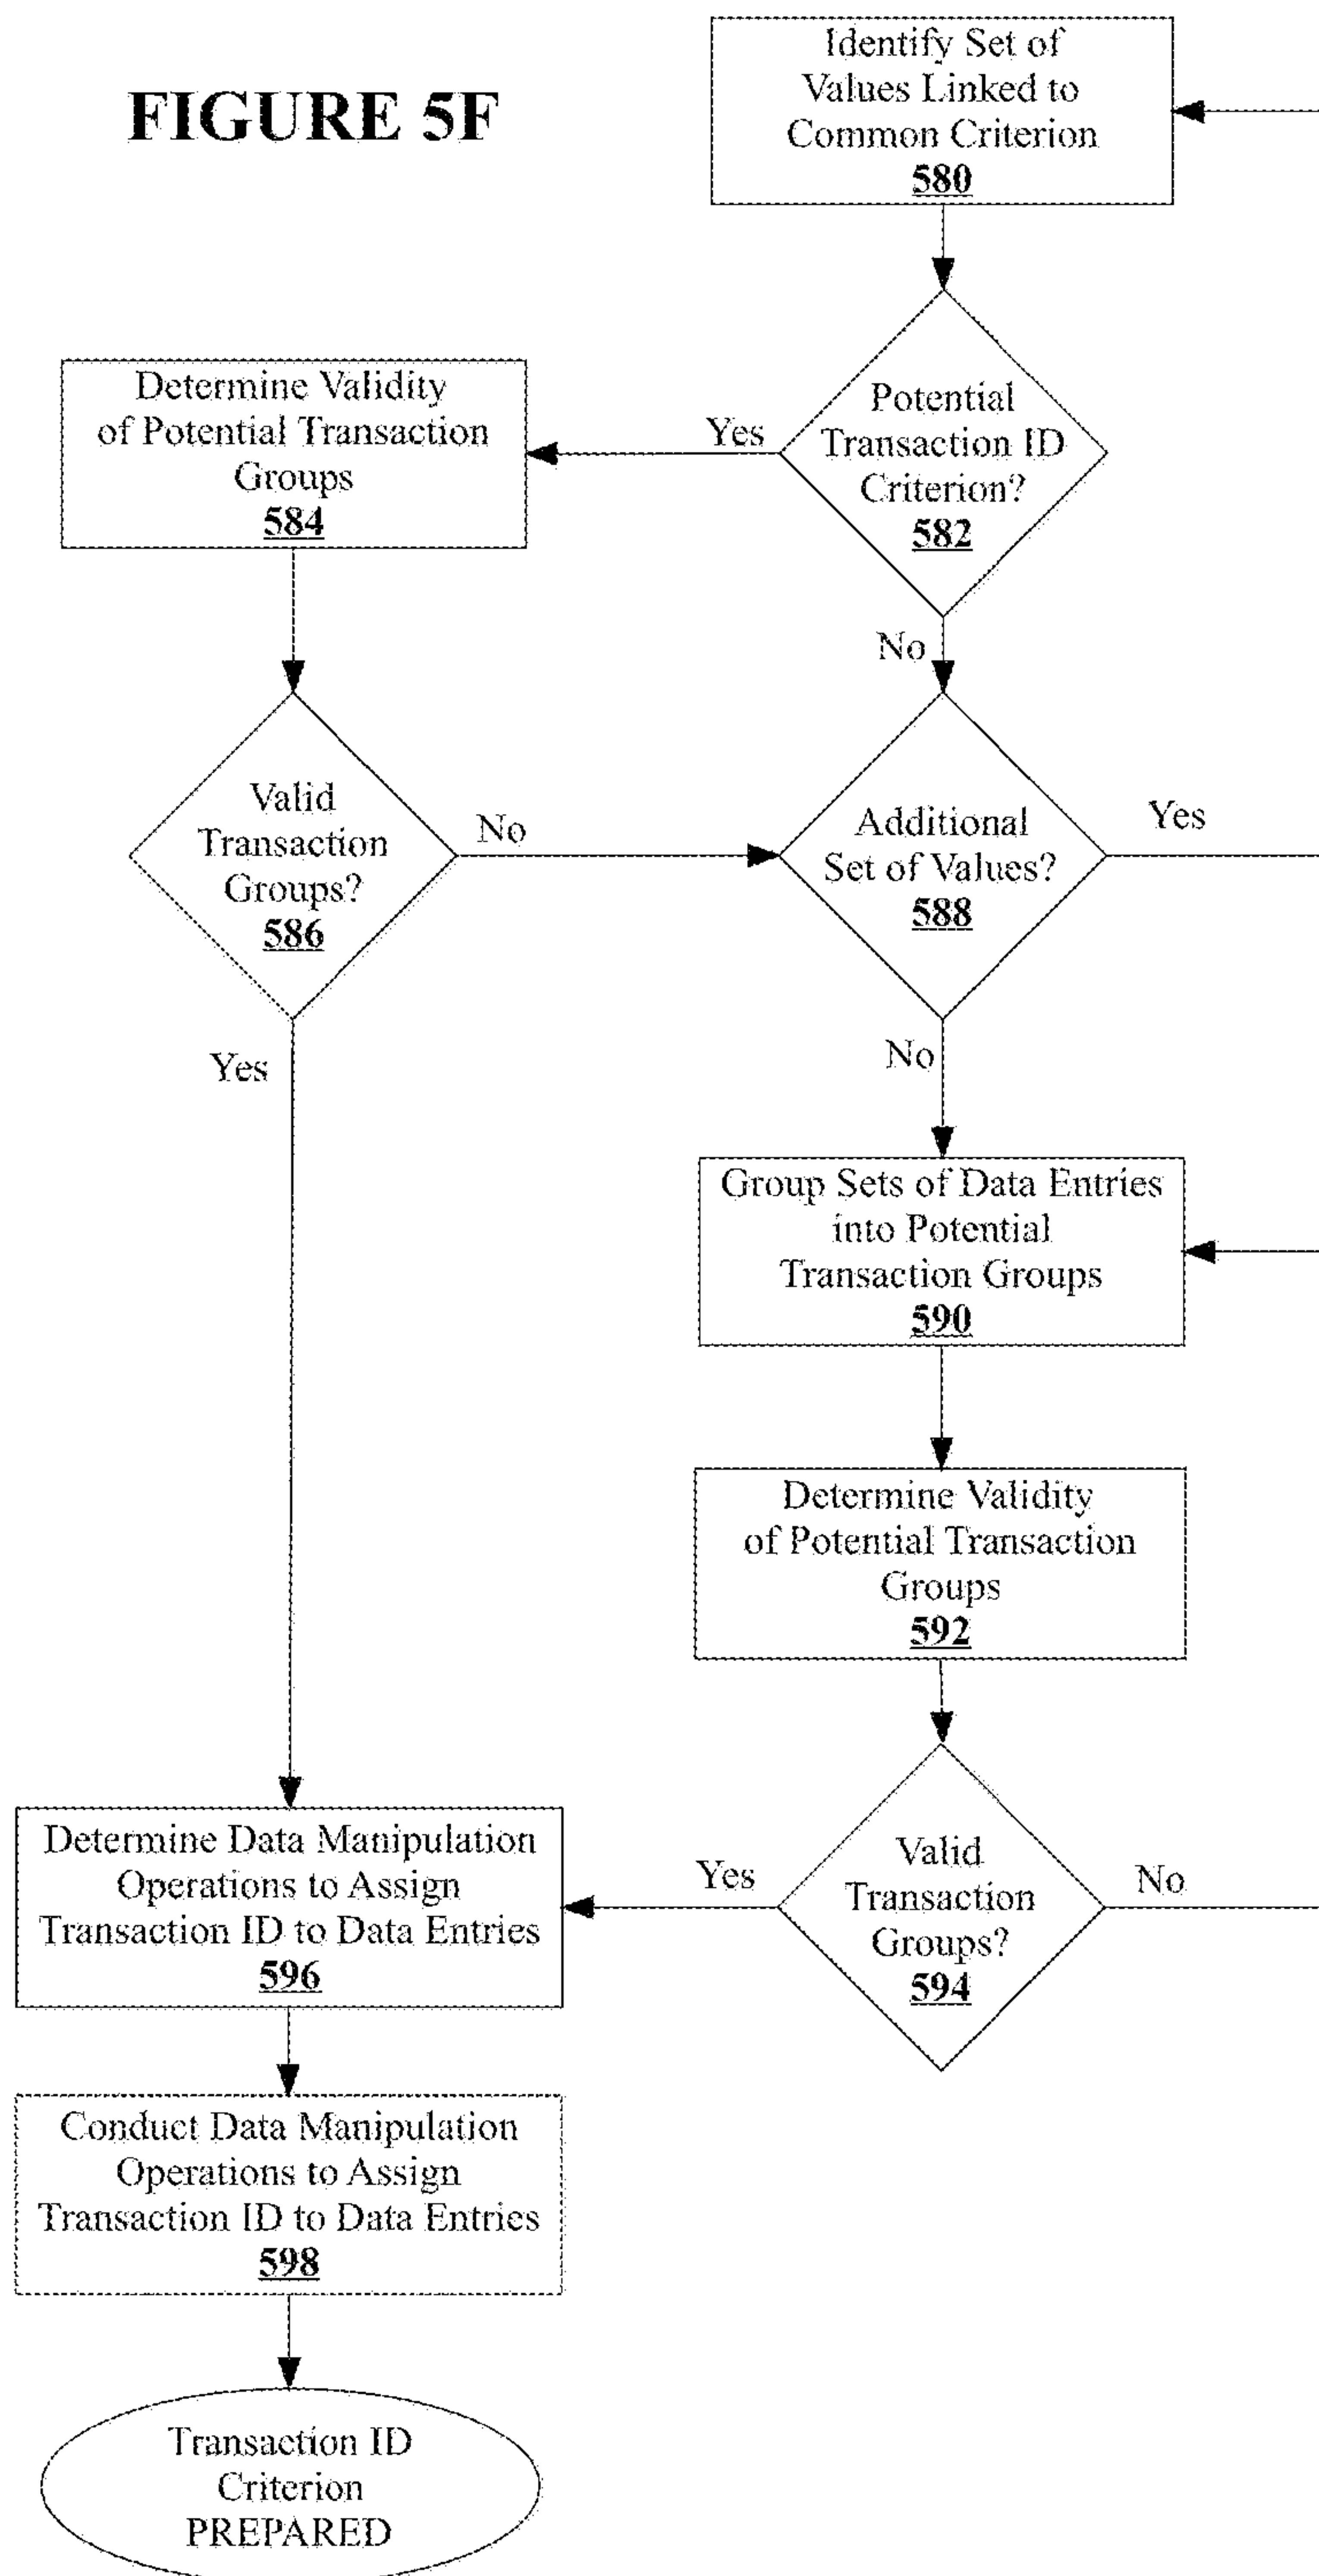 FIGURE 5F
Identify Set of
Values Linked to
Common Criterion
580
Potential
Transaction ID
Criterion?
582
Yes
No
Determine Validity
of Potential Transaction
Groups
584
Valid
Transaction
Groups?
586
No
Yes
Additional
Set of Values?
588
Yes
No
Group Sets of Data Entries
into Potential
Transaction Groups
590
Determine Validity
of Potential Transaction
Groups
592
Valid
Transaction
Groups?
594
Yes
No
Determine Data Manipulation
Operations to Assign
Transaction ID to Data Entries
596
Conduct Data Manipulation
Operations to Assign
Transaction ID to Data Entries
598
Transaction ID
Criterion
PREPARED